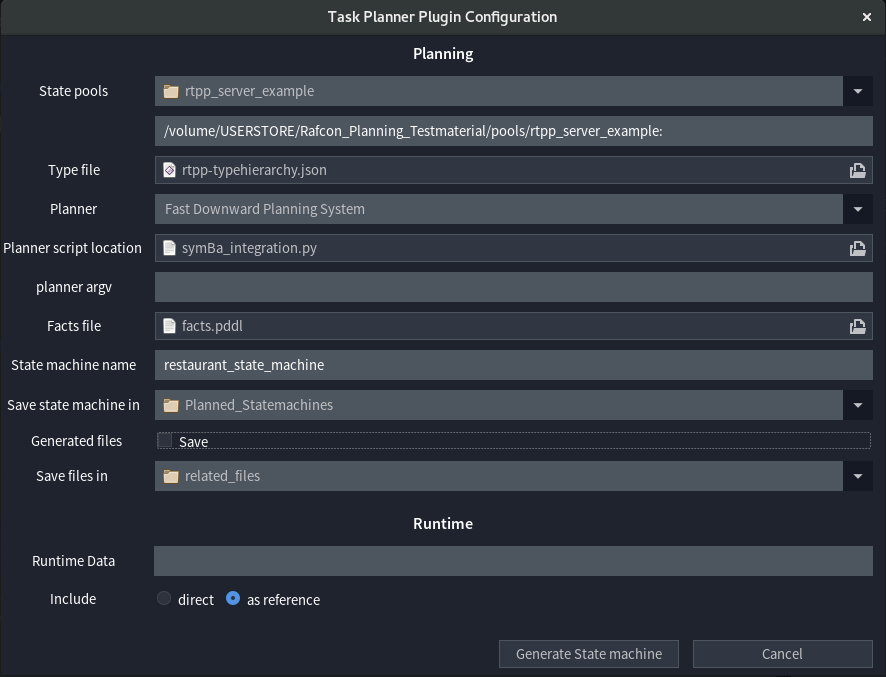 Task Planner Plugin Configuration
Planning
State pools rtpp_server_example
/volume/USERSTORE/Rafcon_Planning_Testmaterial/pools/rtpp_server_example:
Type file rtpp-typehierarchy.json
Planner Fast Downward Planning System
Planner script location symBa_integration.py
planner argv
Facts file facts.pddl
State machine name restaurant_state_machine
Save state machine in Planned_Statemachines
Generated files Save
Save files in related_files
Runtime
Runtime Data
Include direct as reference
Generate State machine Cancel